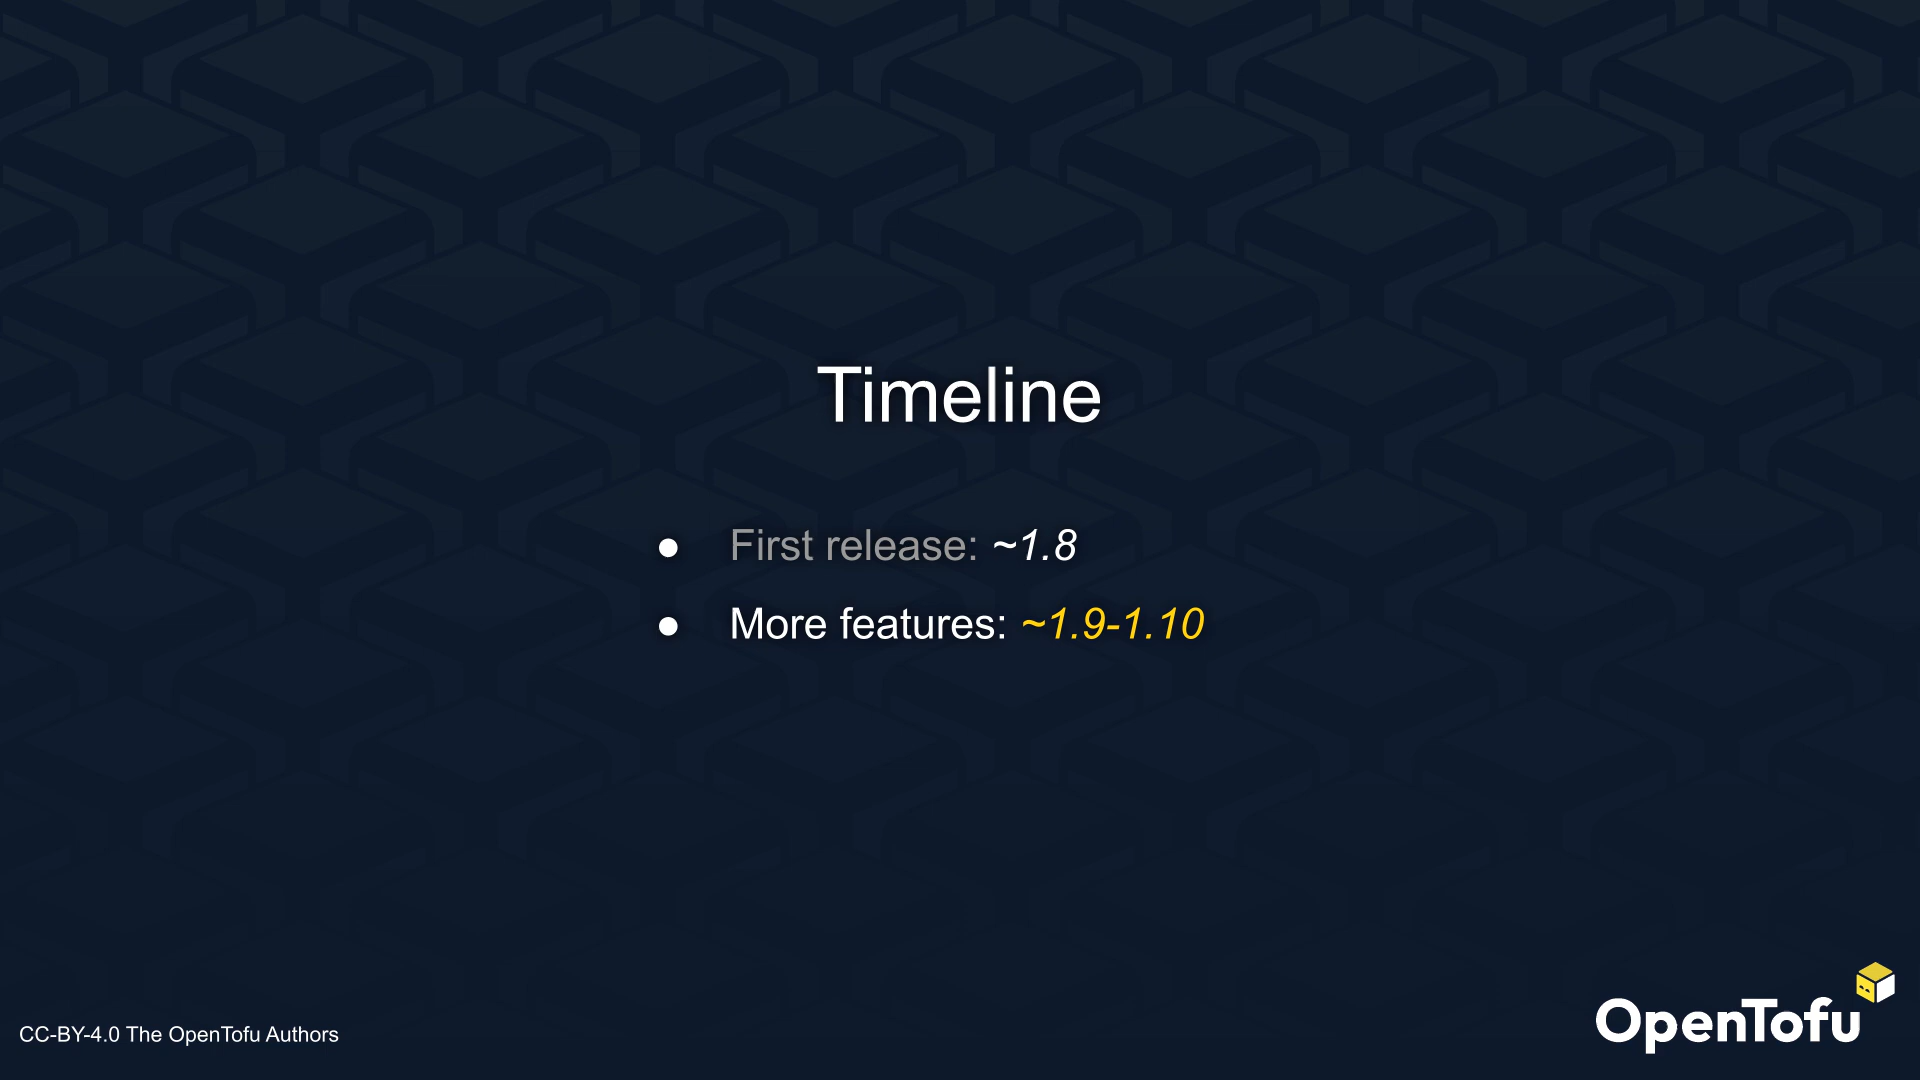 Timeline
● First release: ~1.8
● More features: ~1.9-1.10
CC-BY-4.0 The OpenTofu Authors
OpenTofu